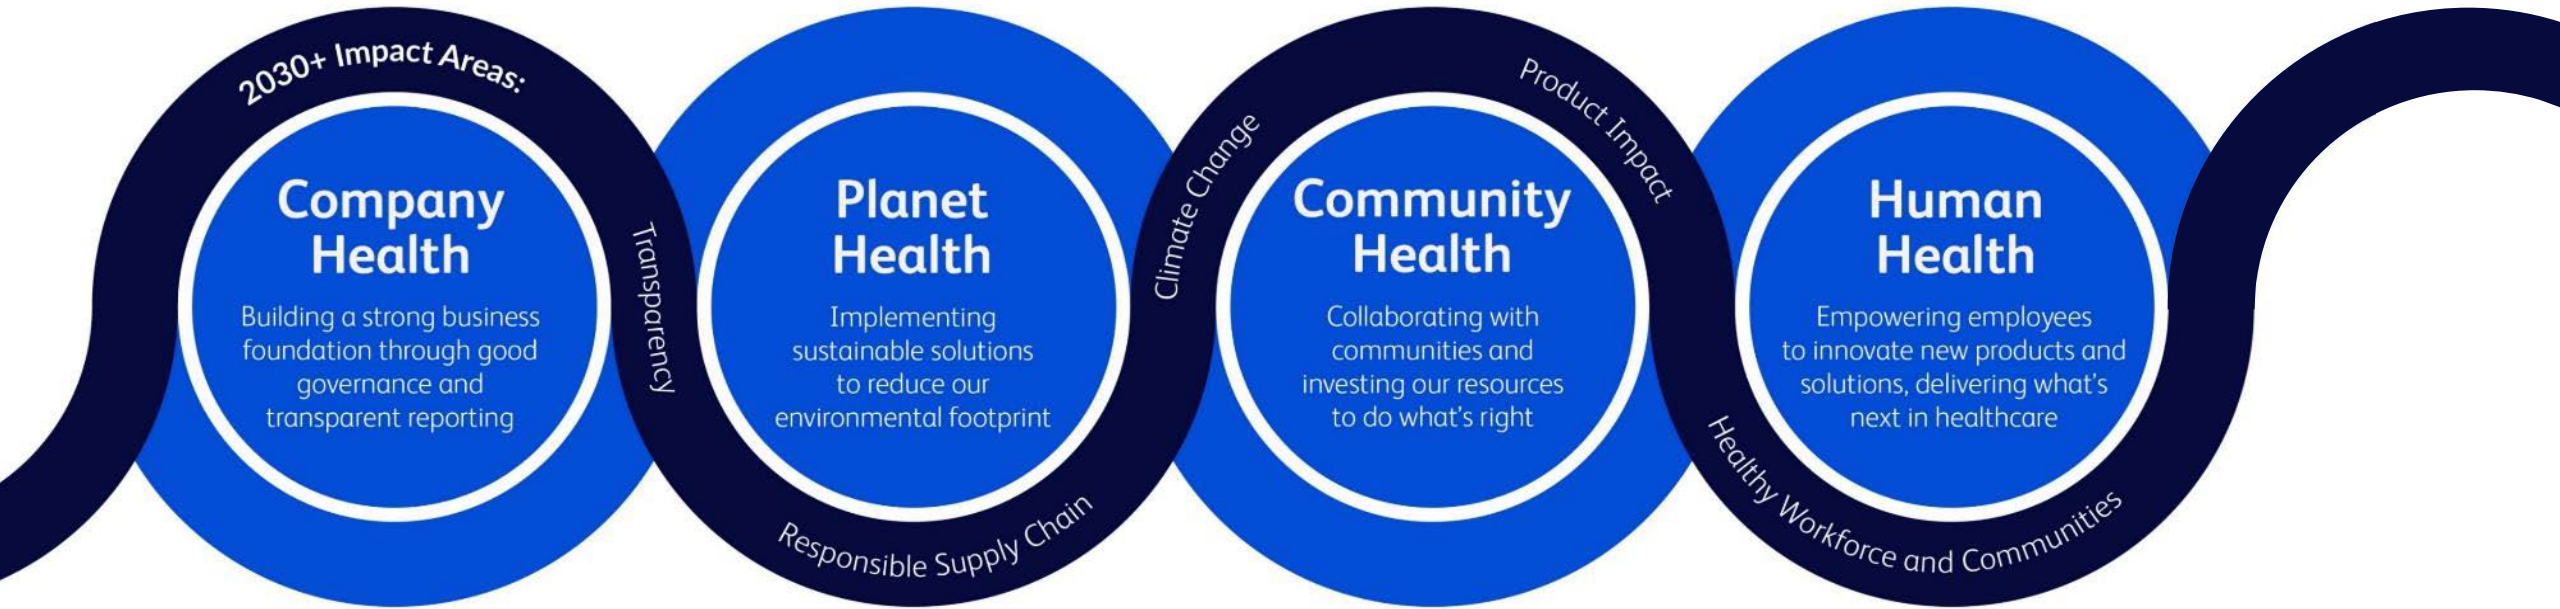 2030+ Impact Areas:
Company
Health
Building a strong business
foundation through good
governance and
transparent reporting
Transparency
Planet
Health
Implementing
sustainable solutions
to reduce our
environmental footprint
Responsible Supply Chain
Climate Change
Community
Health
Collaborating with
communities and
investing our resources
to do what's right
Product Impact
Human
Health
Empowering employees
to innovate new products and
solutions, delivering what's
next in healthcare
Healthy Workforce and Communities